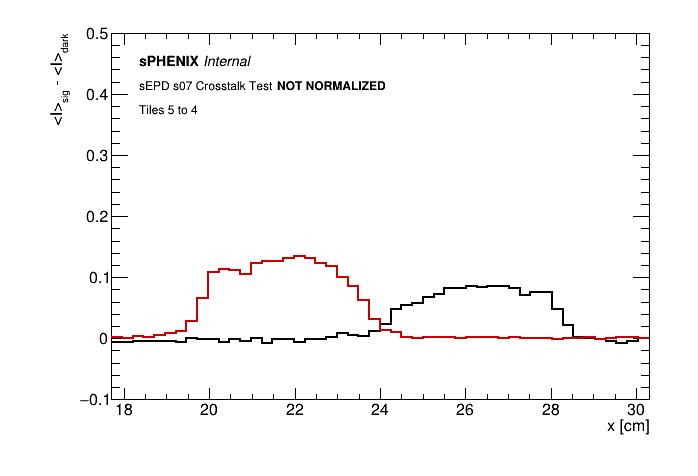 0.5
<I>sig - <I>dark
sPHENIX Internal
sEPD s07 Crosstalk Test NOT NORMALIZED
Tiles 5 to 4
0.4
0.3
0.2
0.1
0
−0.1
18 20 22 24 26 28 30
x [cm]